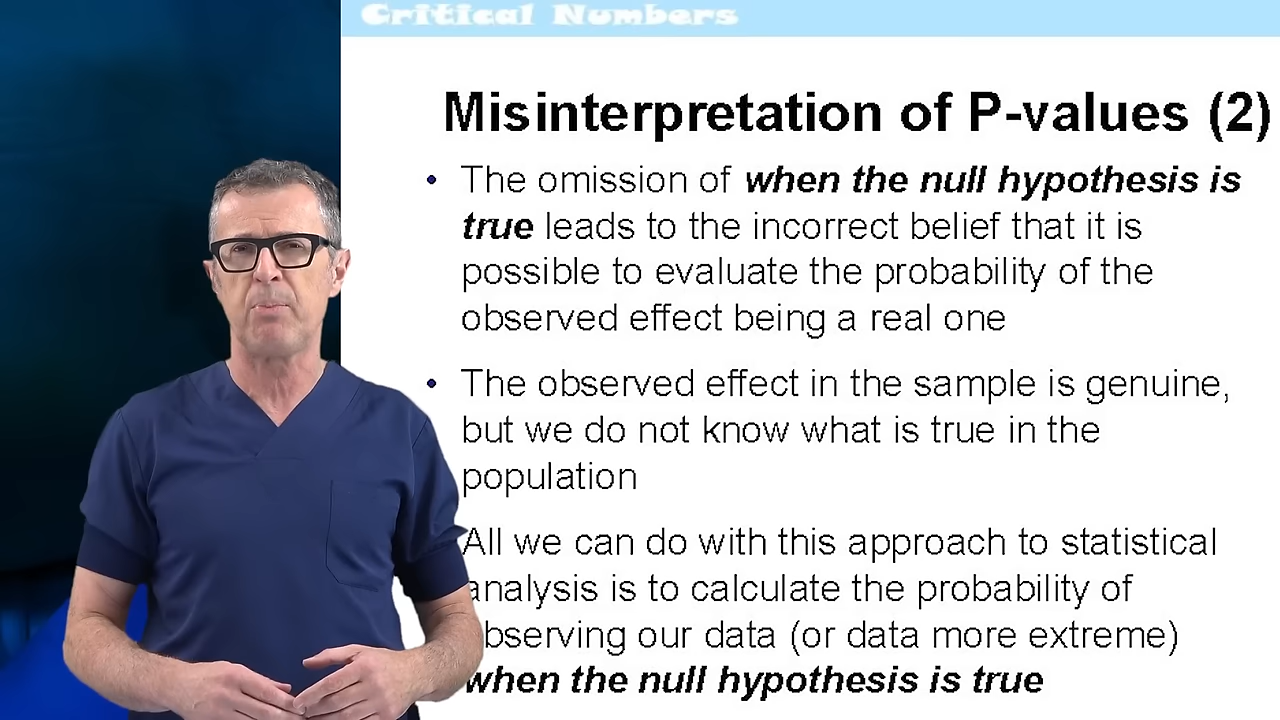 Critical Numbers
Misinterpretation of P-values (2)
• The omission of when the null hypothesis is
true leads to the incorrect belief that it is
possible to evaluate the probability of the
observed effect being a real one
• The observed effect in the sample is genuine,
but we do not know what is true in the
population
All we can do with this approach to statistical
analysis is to calculate the probability of
observing our data (or data more extreme)
when the null hypothesis is true